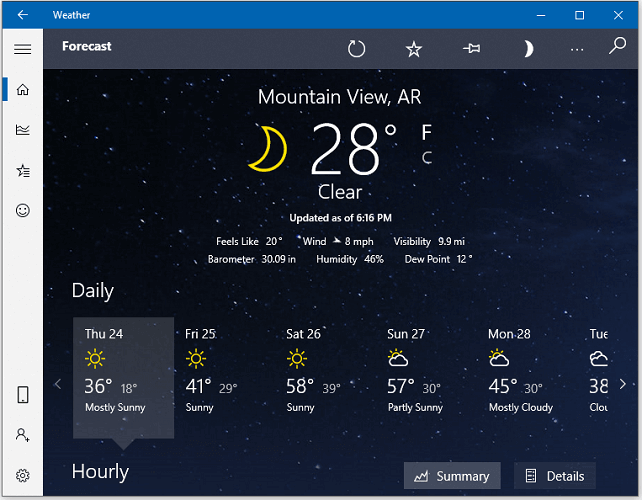 Weather
Forecast
Mountain View, AR
28° F
C
Clear
Updated as of 6:16 PM
Feels Like 20° Wind 8 mph Visibility 9.9 mi
Barometer 30.09 in Humidity 46% Dew Point 12°
Daily
Thu 24 Fri 25 Sat 26 Sun 27 Mon 28 Tue
36° 18° 41° 29° 58° 39° 57° 30° 45° 30° 38
Mostly Sunny Sunny Sunny Partly Sunny Mostly Cloudy Clou
Hourly Summary Details